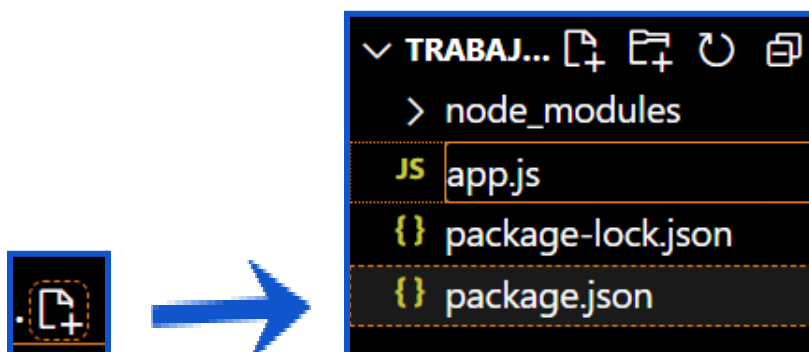 TRABAJ...
node_modules
JS app.js
{} package-lock.json
{} package.json